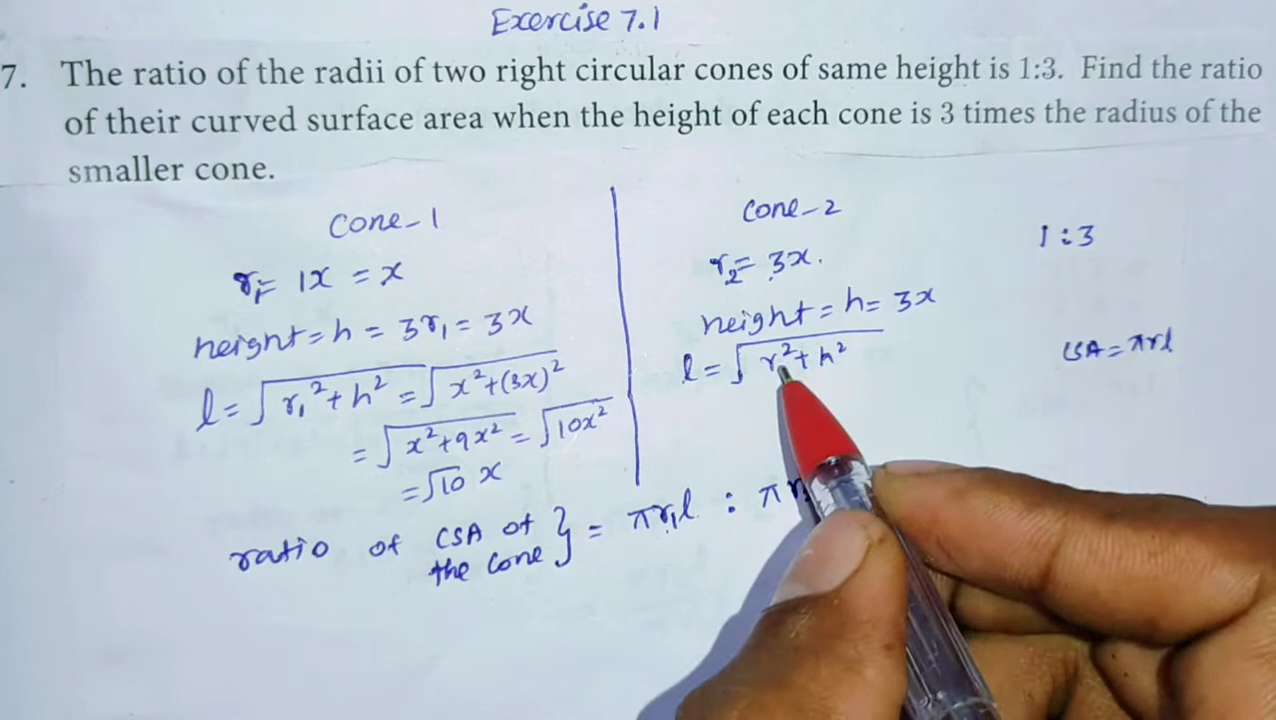 Exercise 7.1
7. The ratio of the radii of two right circular cones of same height is 1:3. Find the ratio
of their curved surface area when the height of each cone is 3 times the radius of the
smaller cone.
Cone-1
r₁= 1x = x
height = h = 3r₁ = 3x
l = √(r₁²+h²) = √(x²+(3x)²)
= √(x²+9x²) = √(10x²)
= √10 x
Cone-2
r₂= 3x.
height = h = 3x
l = √(r²+h²)
1:3
CSA = πrl
ratio of CSA of the cone } = πr₁l : π